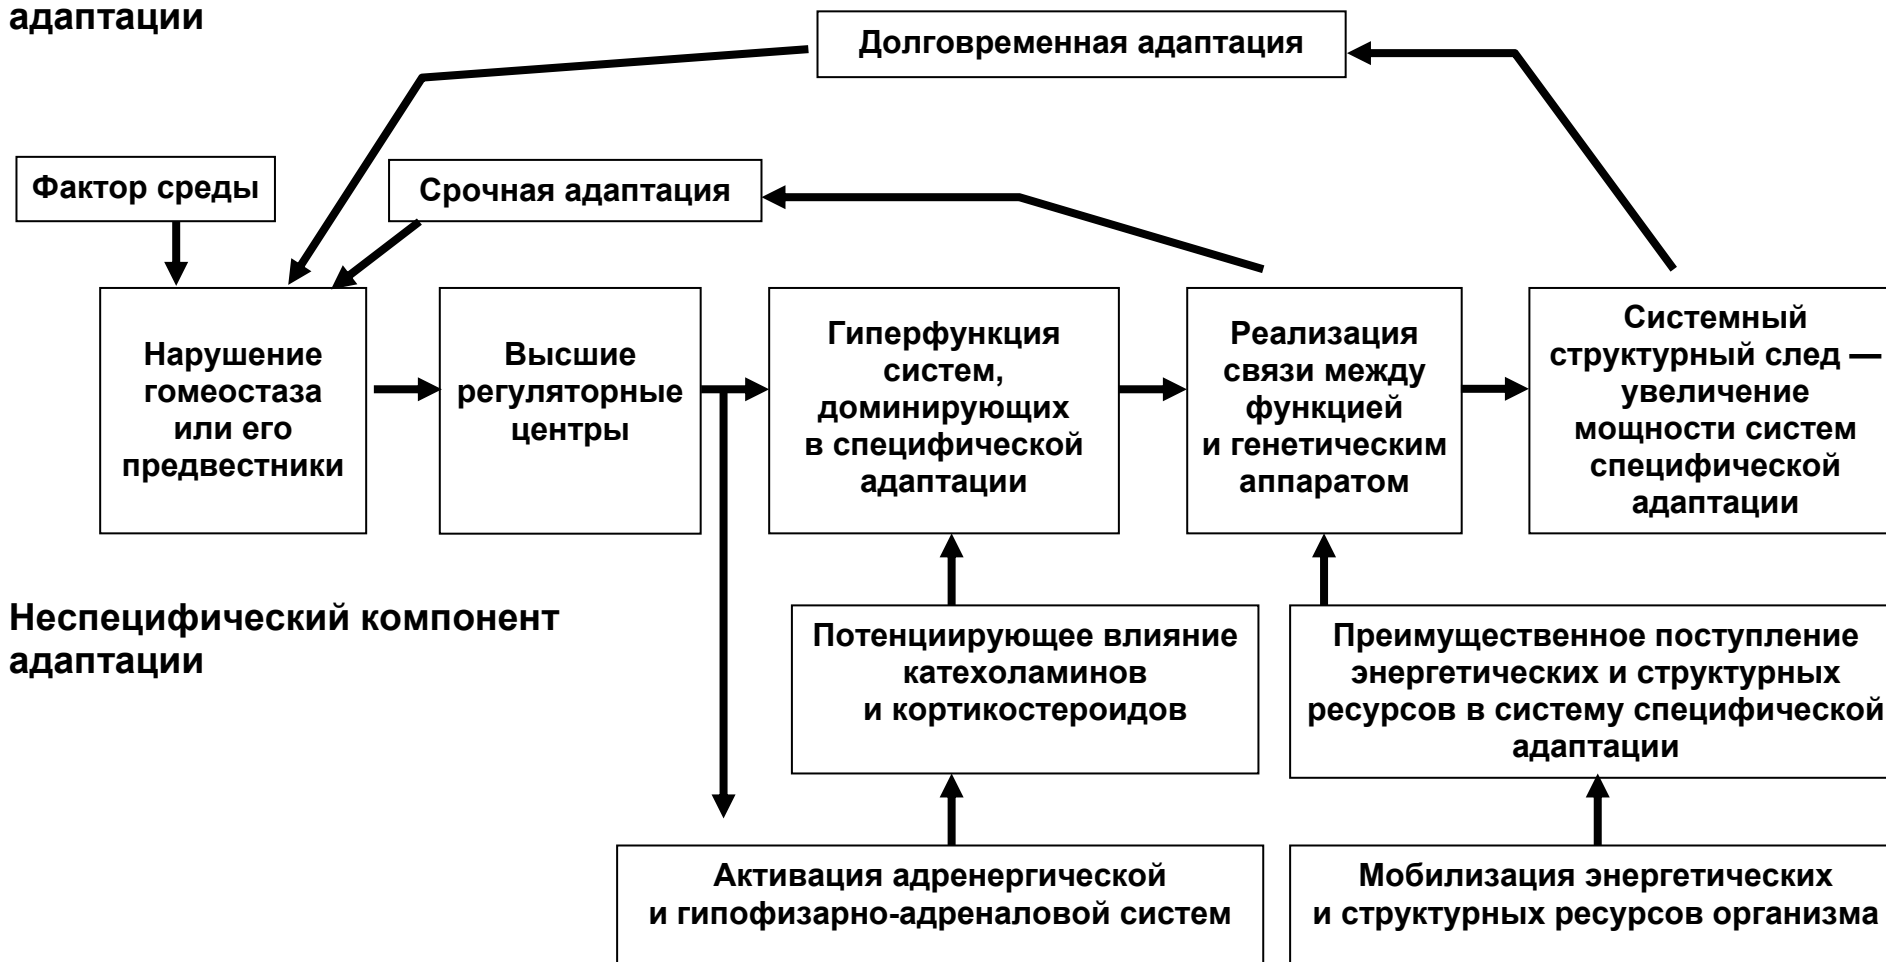 адаптации
Долговременная адаптация
Фактор среды
Срочная адаптация
Нарушение
гомеостаза
или его
предвестники
Высшие
регуляторные
центры
Гиперфункция
систем,
доминирующих
в специфической
адаптации
Реализация
связи между
функцией
и генетическим
аппаратом
Системный
структурный след —
увеличение
мощности систем
специфической
адаптации
Неспецифический компонент
адаптации
Потенциирующее влияние
катехоламинов
и кортикостероидов
Преимущественное поступление
энергетических и структурных
ресурсов в систему специфической
адаптации
Активация адренергической
и гипофизарно-адреналовой систем
Мобилизация энергетических
и структурных ресурсов организма